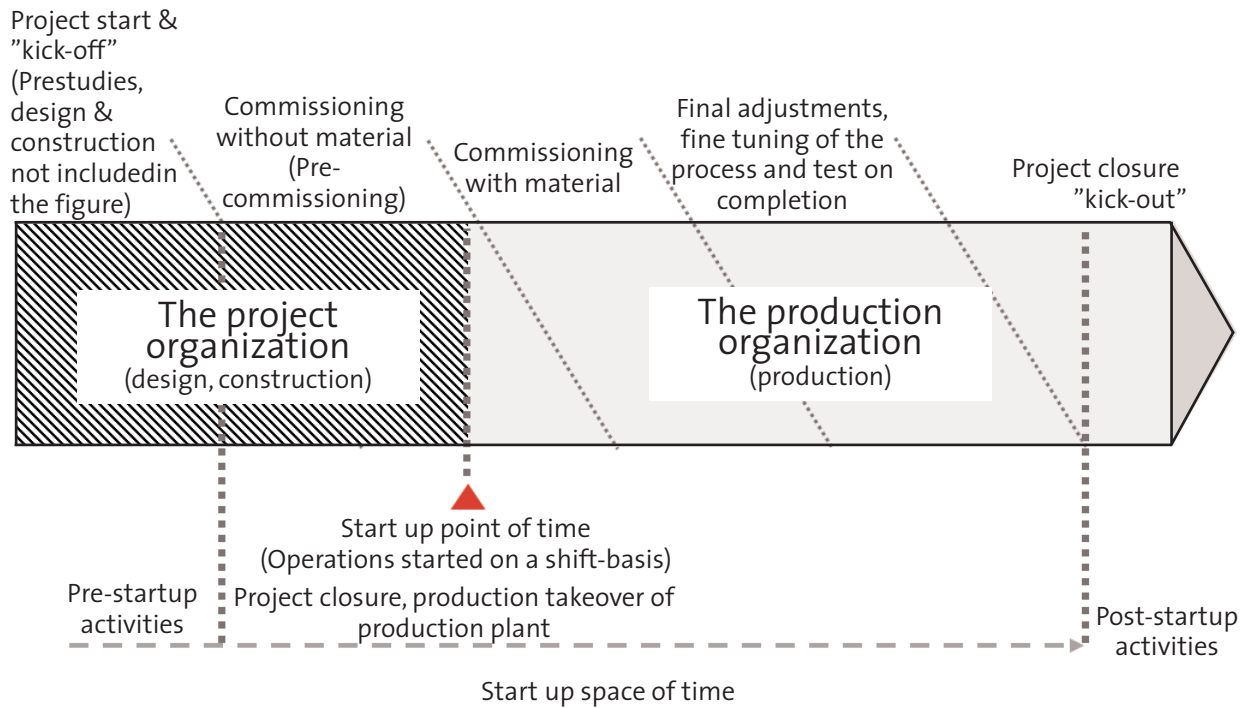 Project start &
”kick-off”
(Prestudies,
design &
construction
not includedin
the figure)
Commissioning
without material
(Pre-
commissioning)
Commissioning
with material
Final adjustments,
fine tuning of the
process and test on
completion
Project closure
”kick-out”
The project
organization
(design, construction)
The production
organization
(production)
Start up point of time
(Operations started on a shift-basis)
Pre-startup
activities
Project closure, production takeover of
production plant
Post-startup
activities
Start up space of time